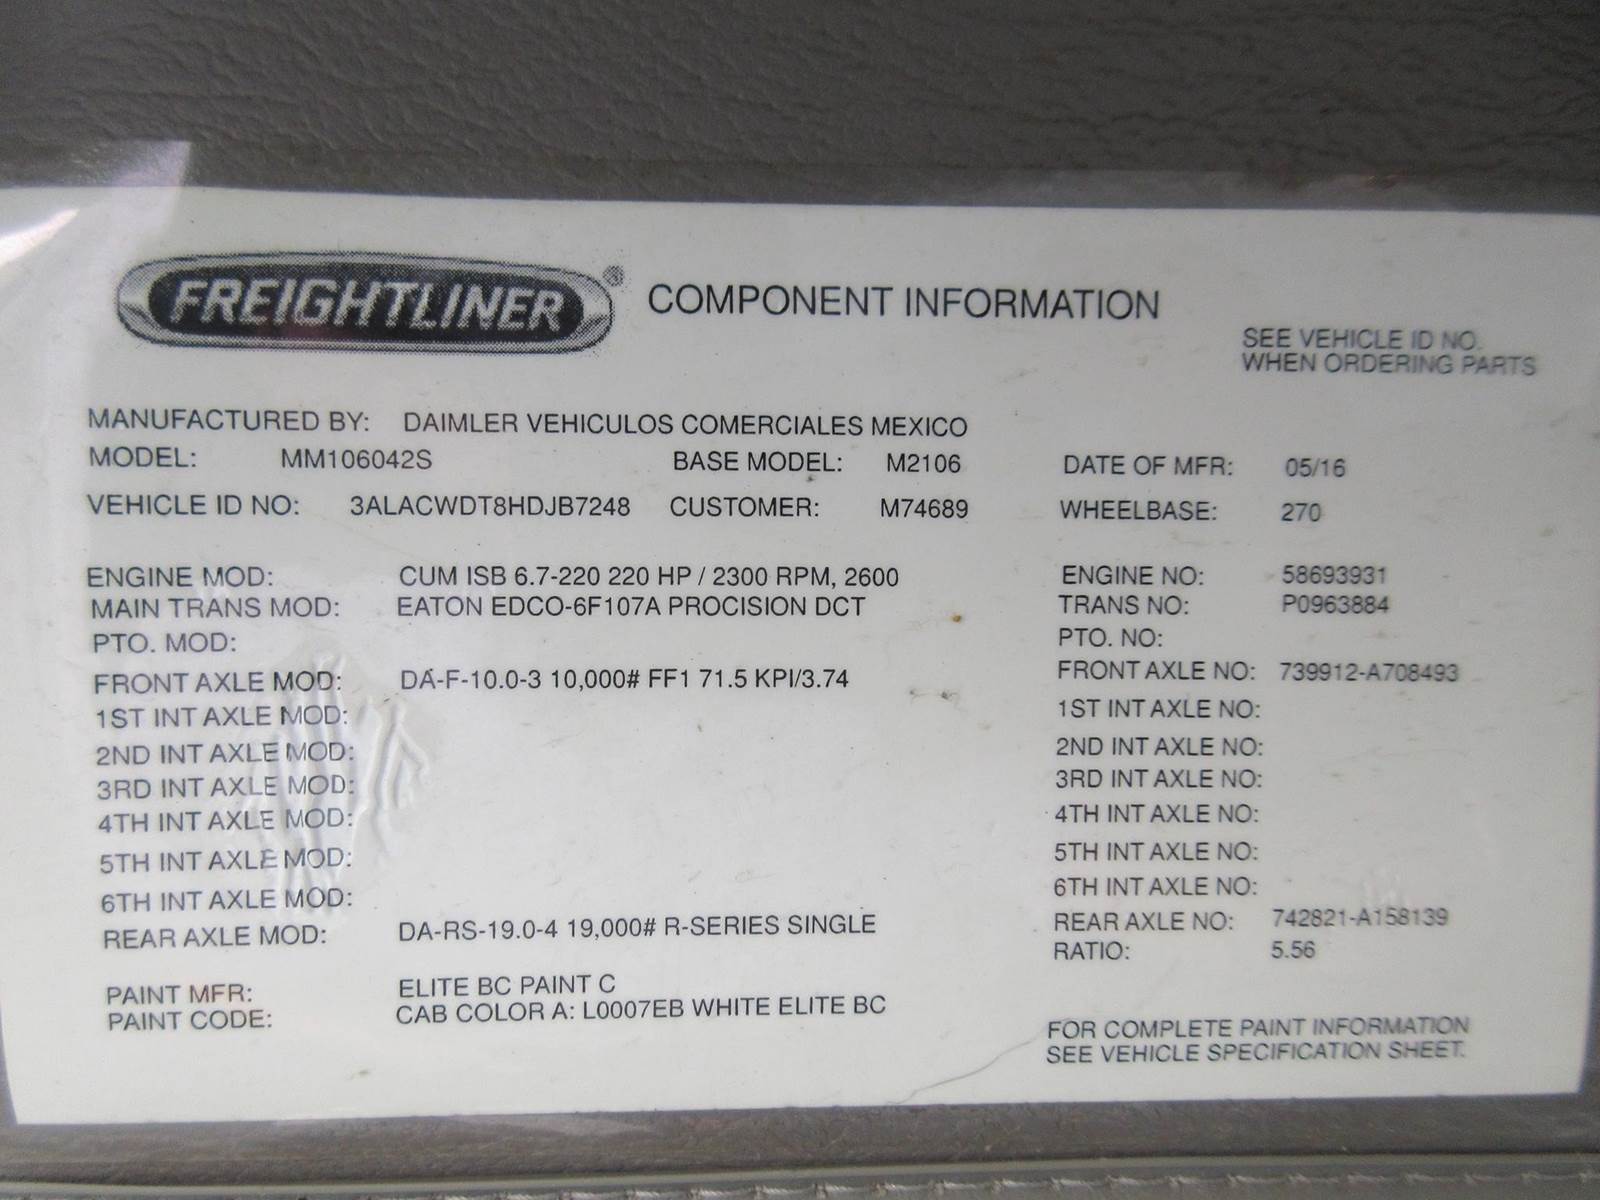 FREIGHTLINER® COMPONENT INFORMATION
SEE VEHICLE ID NO.
WHEN ORDERING PARTS
MANUFACTURED BY: DAIMLER VEHICULOS COMERCIALES MEXICO
MODEL: MM106042S BASE MODEL: M2106 DATE OF MFR: 05/16
VEHICLE ID NO: 3ALACWDT8HDJB7248 CUSTOMER: M74689 WHEELBASE: 270
ENGINE MOD: CUM ISB 6.7-220 220 HP / 2300 RPM, 2600 ENGINE NO: 58693931
MAIN TRANS MOD: EATON EDCO-6F107A PROCISION DCT TRANS NO: P0963884
PTO. MOD: PTO. NO:
FRONT AXLE MOD: DA-F-10.0-3 10,000# FF1 71.5 KPI/3.74 FRONT AXLE NO: 739912-A708493
1ST INT AXLE MOD: 1ST INT AXLE NO:
2ND INT AXLE MOD: 2ND INT AXLE NO:
3RD INT AXLE MOD: 3RD INT AXLE NO:
4TH INT AXLE MOD: 4TH INT AXLE NO:
5TH INT AXLE MOD: 5TH INT AXLE NO:
6TH INT AXLE MOD: 6TH INT AXLE NO:
REAR AXLE MOD: DA-RS-19.0-4 19,000# R-SERIES SINGLE REAR AXLE NO: 742821-A158139
RATIO: 5.56
PAINT MFR: ELITE BC PAINT C
PAINT CODE: CAB COLOR A: L0007EB WHITE ELITE BC
FOR COMPLETE PAINT INFORMATION
SEE VEHICLE SPECIFICATION SHEET.